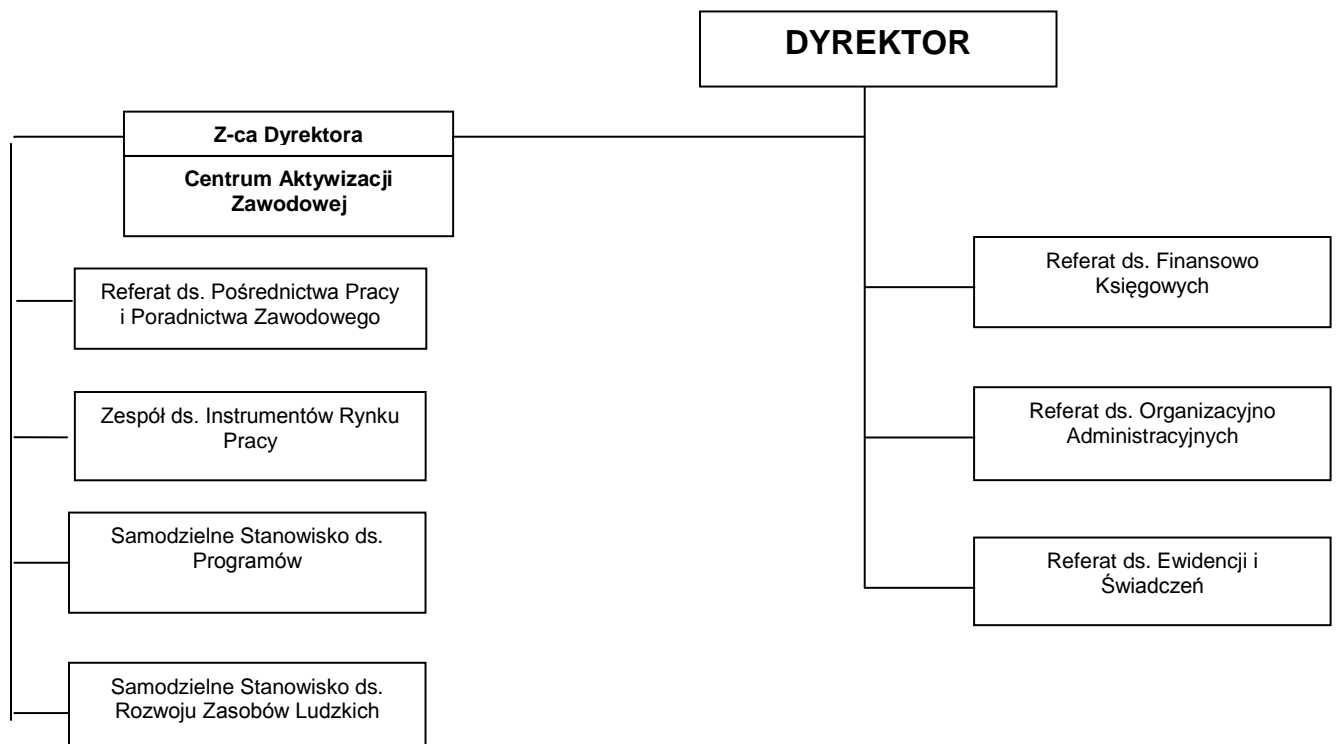 DYREKTOR
Z-ca Dyrektora
Centrum Aktywizacji
Zawodowej
Referat ds. Pośrednictwa Pracy
i Poradnictwa Zawodowego
Zespół ds. Instrumentów Rynku
Pracy
Samodzielne Stanowisko ds.
Programów
Samodzielne Stanowisko ds.
Rozwoju Zasobów Ludzkich
Referat ds. Finansowo
Księgowych
Referat ds. Organizacyjno
Administracyjnych
Referat ds. Ewidencji i
Świadczeń